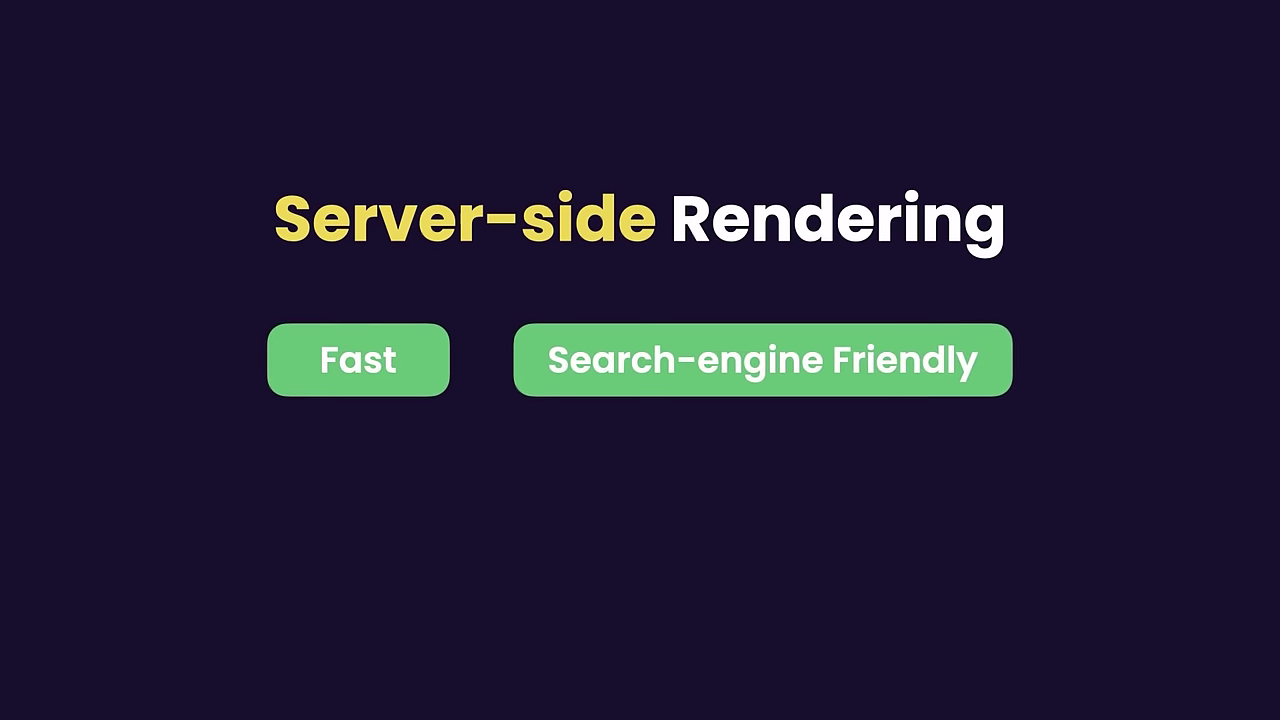 Server-side Rendering
Fast
Search-engine Friendly